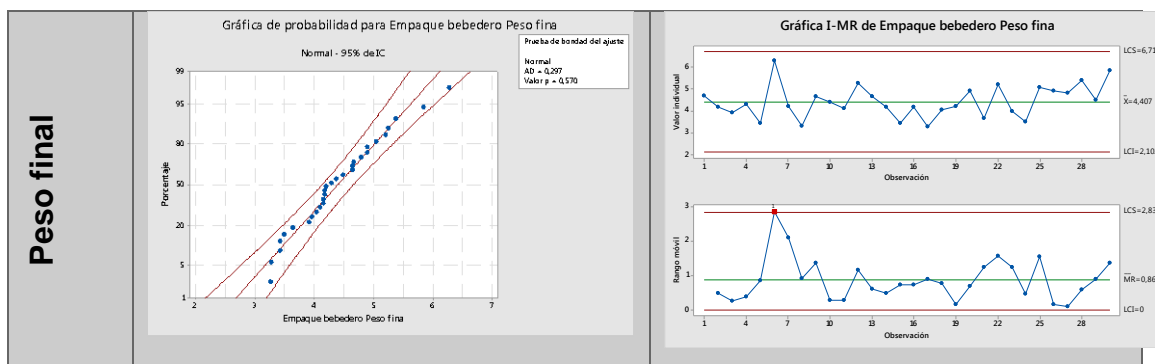 Peso final
Gráfica de probabilidad para Empaque bebedero Peso fina
Normal - 95% de IC
Prueba de bondad del ajuste
Normal
AD = 0,297
Valor p = 0,570
Porcentaje
99
95
80
50
20
5
1
2 3 4 5 6 7
Empaque bebedero Peso fina
Gráfica I-MR de Empaque bebedero Peso fina
Valor individual
6
5
4
3
2
LCS=6,71
X=4,407
LCI=2,10
1 4 7 10 13 16 19 22 25 28
Observación
Rango móvil
3
2
1
0
1
LCS=2,83
MR=0,86
LCI=0
1 4 7 10 13 16 19 22 25 28
Observación